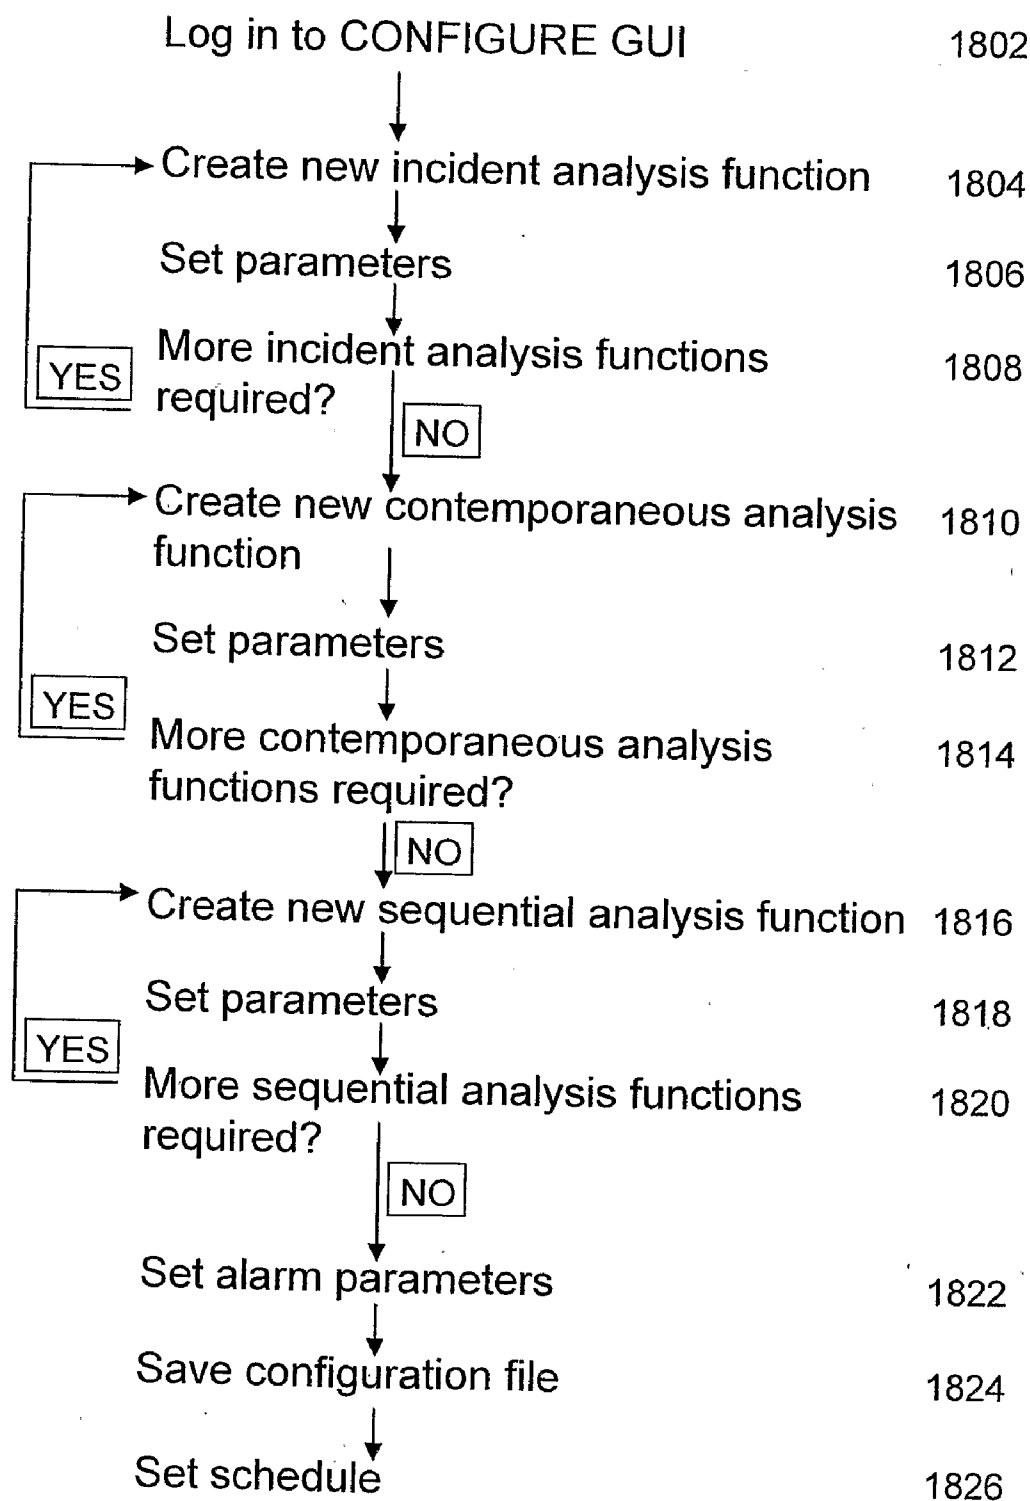 Log in to CONFIGURE GUI 1802
Create new incident analysis function 1804
Set parameters 1806
More incident analysis functions 1808
required?
YES
NO
Create new contemporaneous analysis 1810
function
Set parameters 1812
YES
More contemporaneous analysis 1814
functions required?
NO
Create new sequential analysis function 1816
Set parameters 1818
YES
More sequential analysis functions 1820
required?
NO
Set alarm parameters 1822
Save configuration file 1824
Set schedule 1826